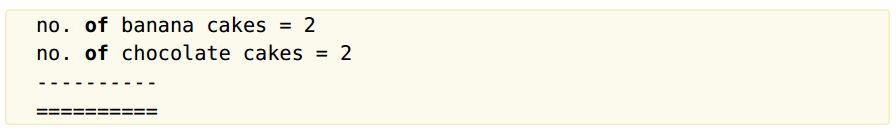 no. of banana cakes = 2
no. of chocolate cakes = 2
----------
==========